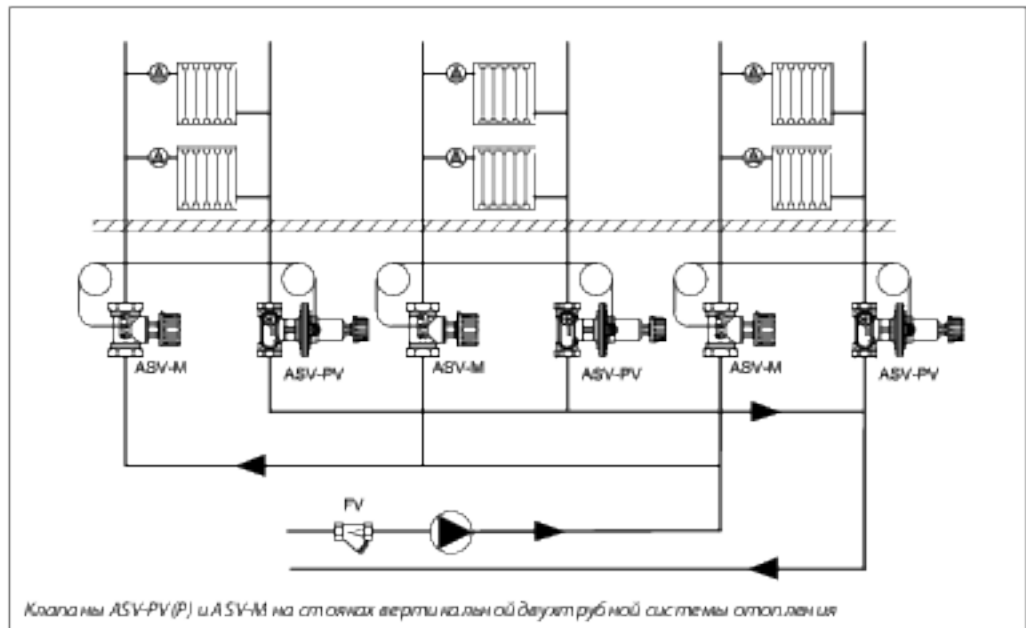 ASV-M
ASV-PV
ASV-M
ASV-PV
ASV-M
ASV-PV
FV
Клапаны ASV-PV (P) и ASV-M на стояках вертикальной двухтрубной системы отопления